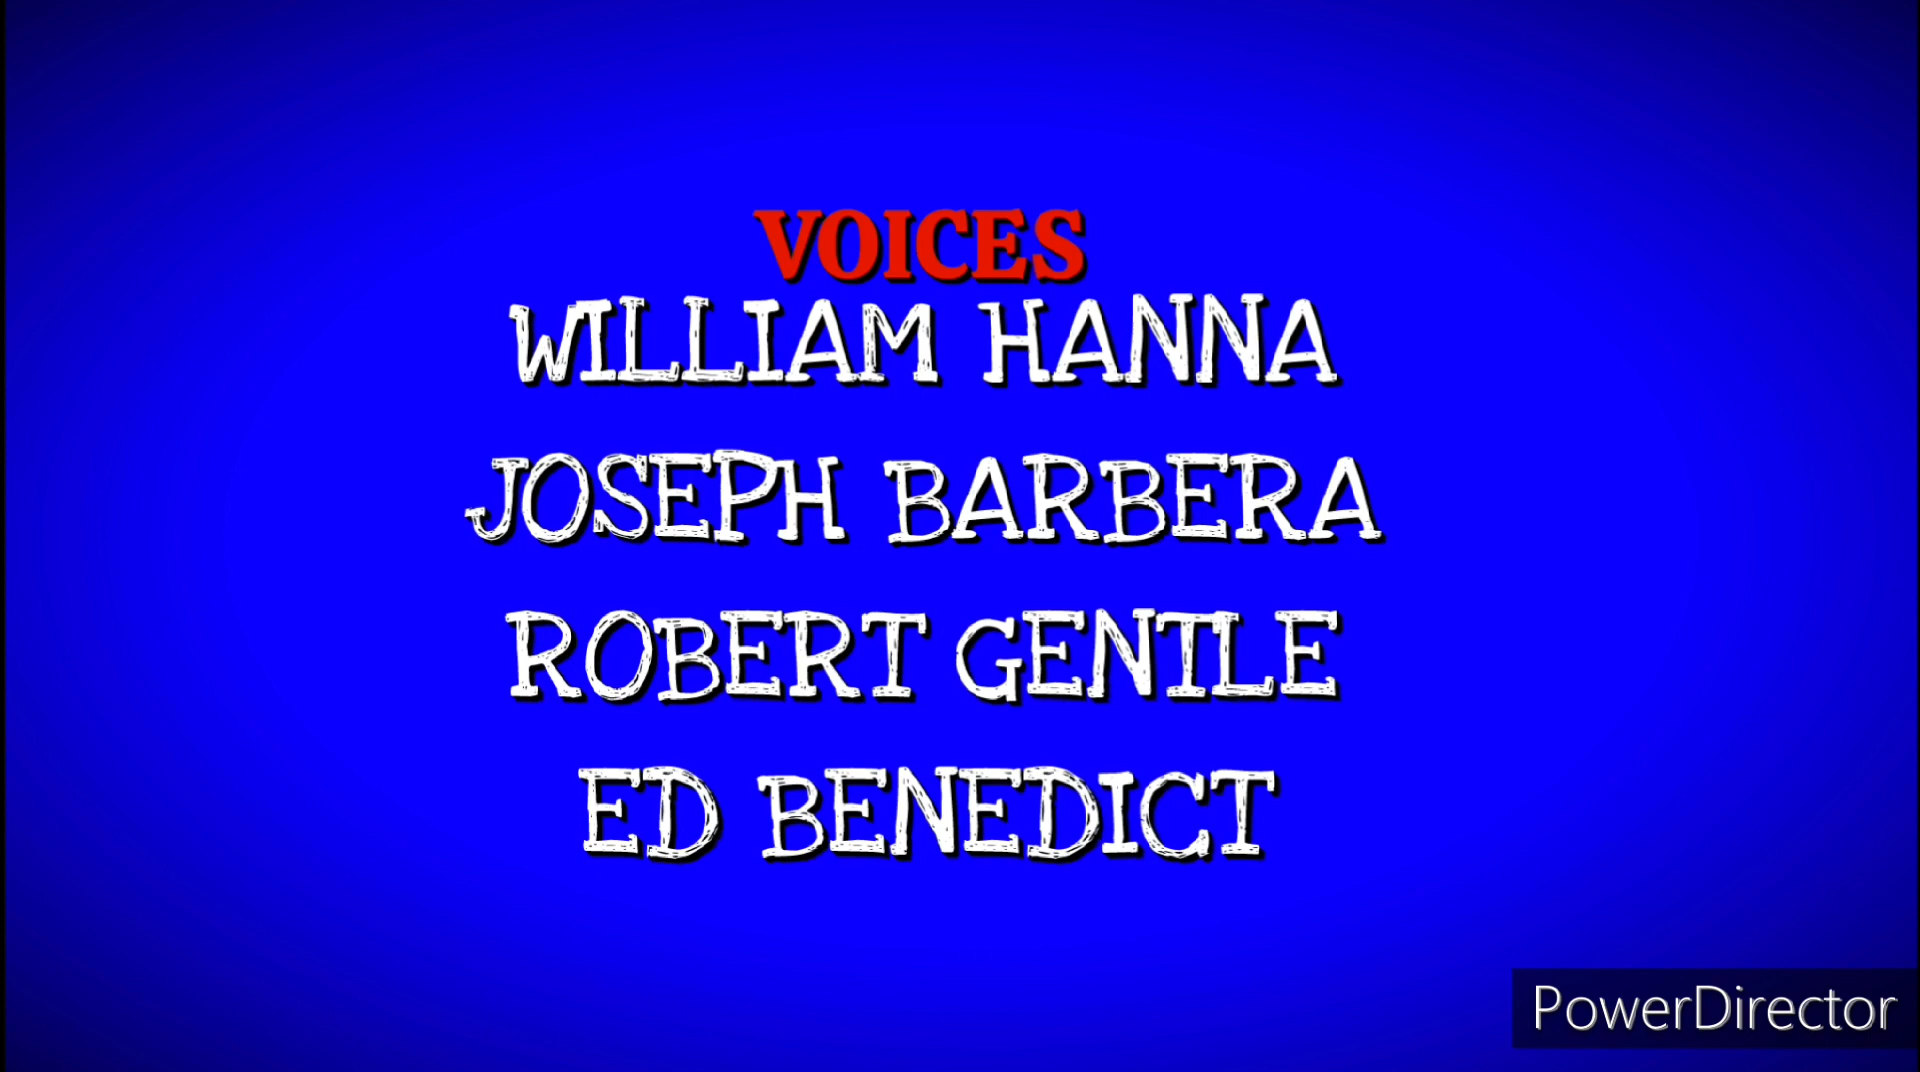 VOICES
WILLIAM HANNA
JOSEPH BARBERA
ROBERT GENTLE
ED BENEDICT
PowerDirector